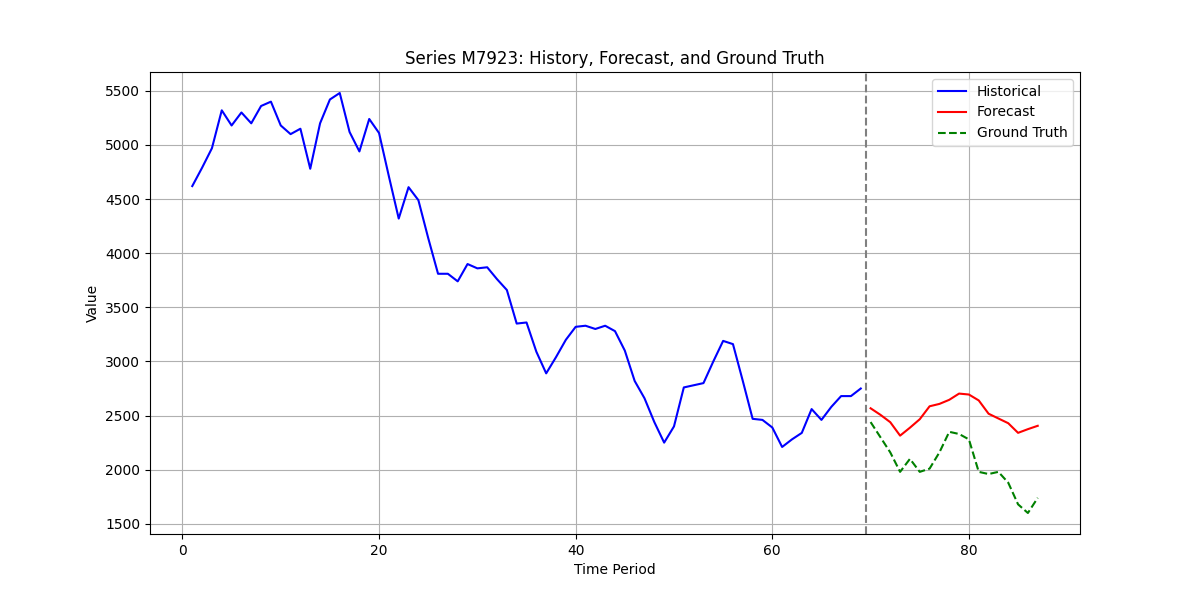 Series M7923: History, Forecast, and Ground Truth
Historical
Forecast
Ground Truth
5500
5000
4500
4000
3500
3000
2500
2000
1500
Value
0 20 40 60 80
Time Period